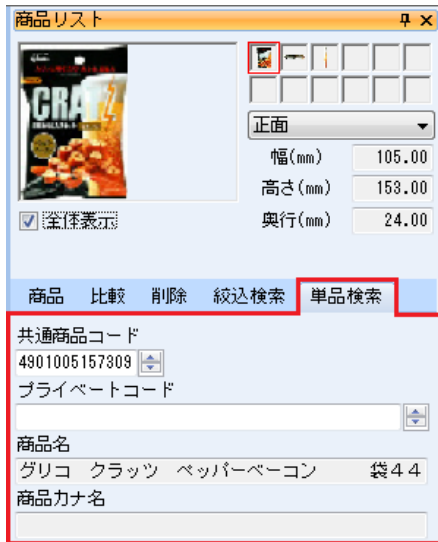 商品リスト
CRATZ
正面
幅(mm) 105.00
高さ(mm) 153.00
全体表示 奥行(mm) 24.00
商品 比較 削除 絞込検索 単品検索
共通商品コード
4901005157309
プライベートコード
商品名
グリコ クラッツ ペッパーベーコン 袋44
商品カナ名